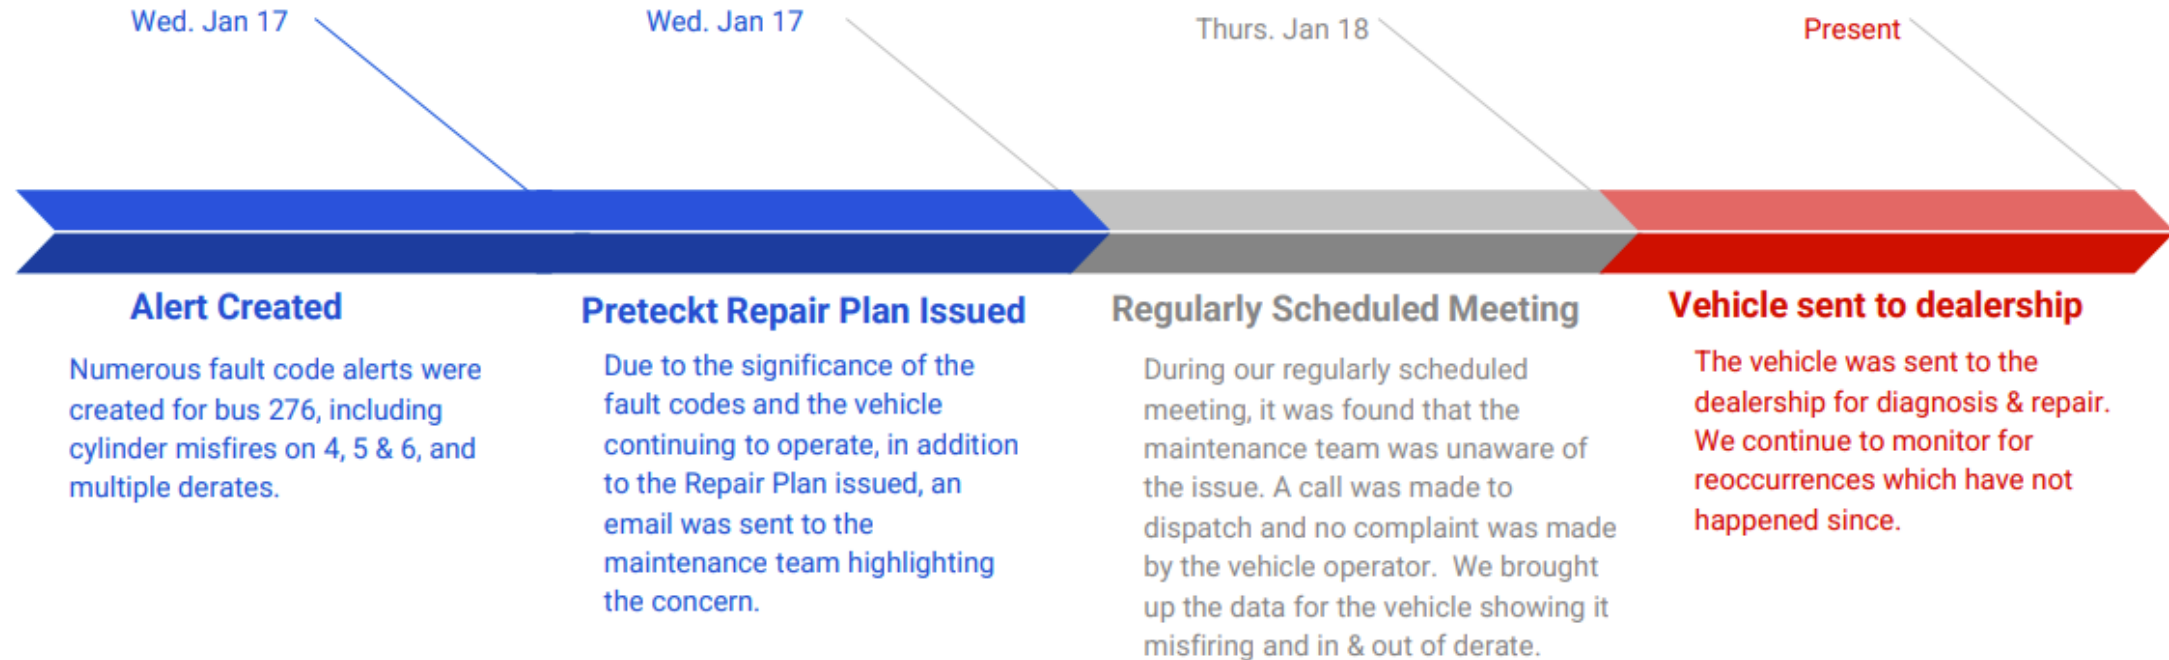 Wed. Jan 17
Wed. Jan 17
Thurs. Jan 18
Present
Alert Created
Numerous fault code alerts were
created for bus 276, including
cylinder misfires on 4, 5 & 6, and
multiple derates.
Preteckt Repair Plan Issued
Due to the significance of the
fault codes and the vehicle
continuing to operate, in addition
to the Repair Plan issued, an
email was sent to the
maintenance team highlighting
the concern.
Regularly Scheduled Meeting
During our regularly scheduled
meeting, it was found that the
maintenance team was unaware of
the issue. A call was made to
dispatch and no complaint was made
by the vehicle operator.  We brought
up the data for the vehicle showing it
misfiring and in & out of derate.
Vehicle sent to dealership
The vehicle was sent to the
dealership for diagnosis & repair.
We continue to monitor for
reoccurrences which have not
happened since.